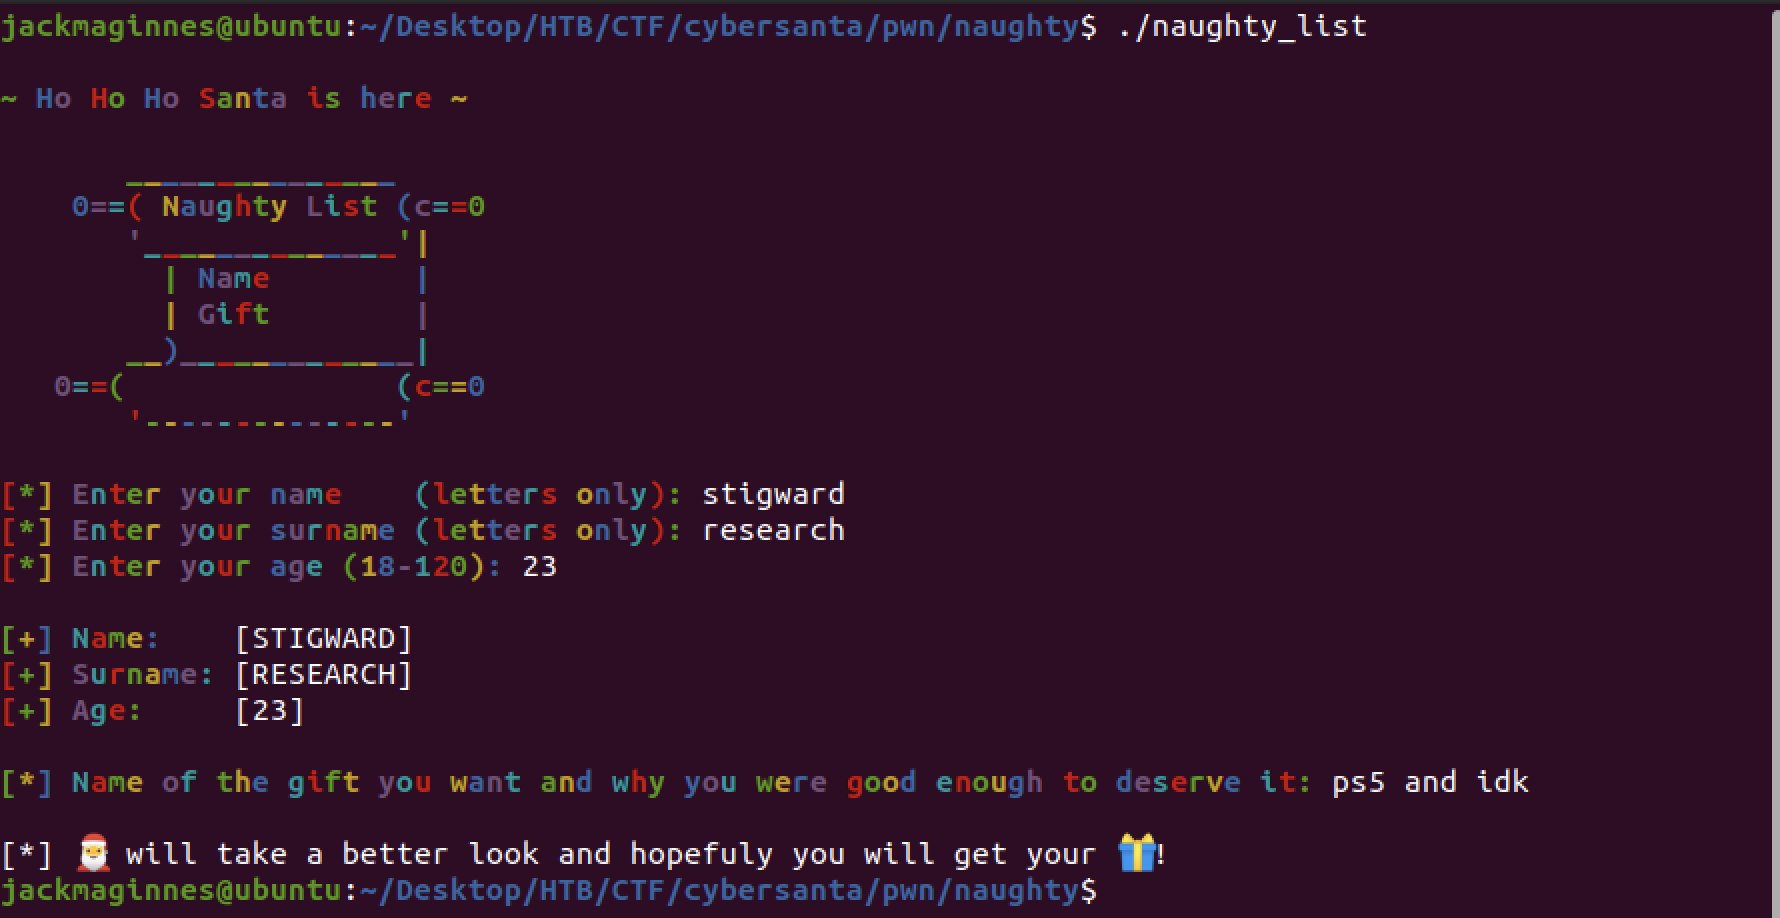 jackmaginnes@ubuntu:~/Desktop/HTB/CTF/cybersanta/pwn/naughty$ ./naughty_list
~ Ho Ho Ho Santa is here ~
0==( Naughty List (c==0
| Name |
| Gift |
0==( (c==0
[*] Enter your name (letters only): stigward
[*] Enter your surname (letters only): research
[*] Enter your age (18-120): 23
[+] Name: [STIGWARD]
[+] Surname: [RESEARCH]
[+] Age: [23]
[*] Name of the gift you want and why you were good enough to deserve it: ps5 and idk
[*] 🎅 will take a better look and hopefuly you will get your 🎁!
jackmaginnes@ubuntu:~/Desktop/HTB/CTF/cybersanta/pwn/naughty$